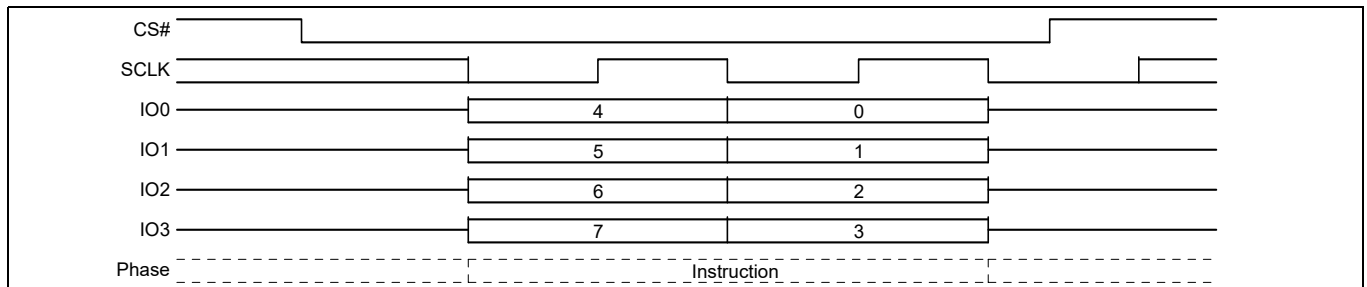 CS#
SCLK
IO0 4 0
IO1 5 1
IO2 6 2
IO3 7 3
Phase Instruction